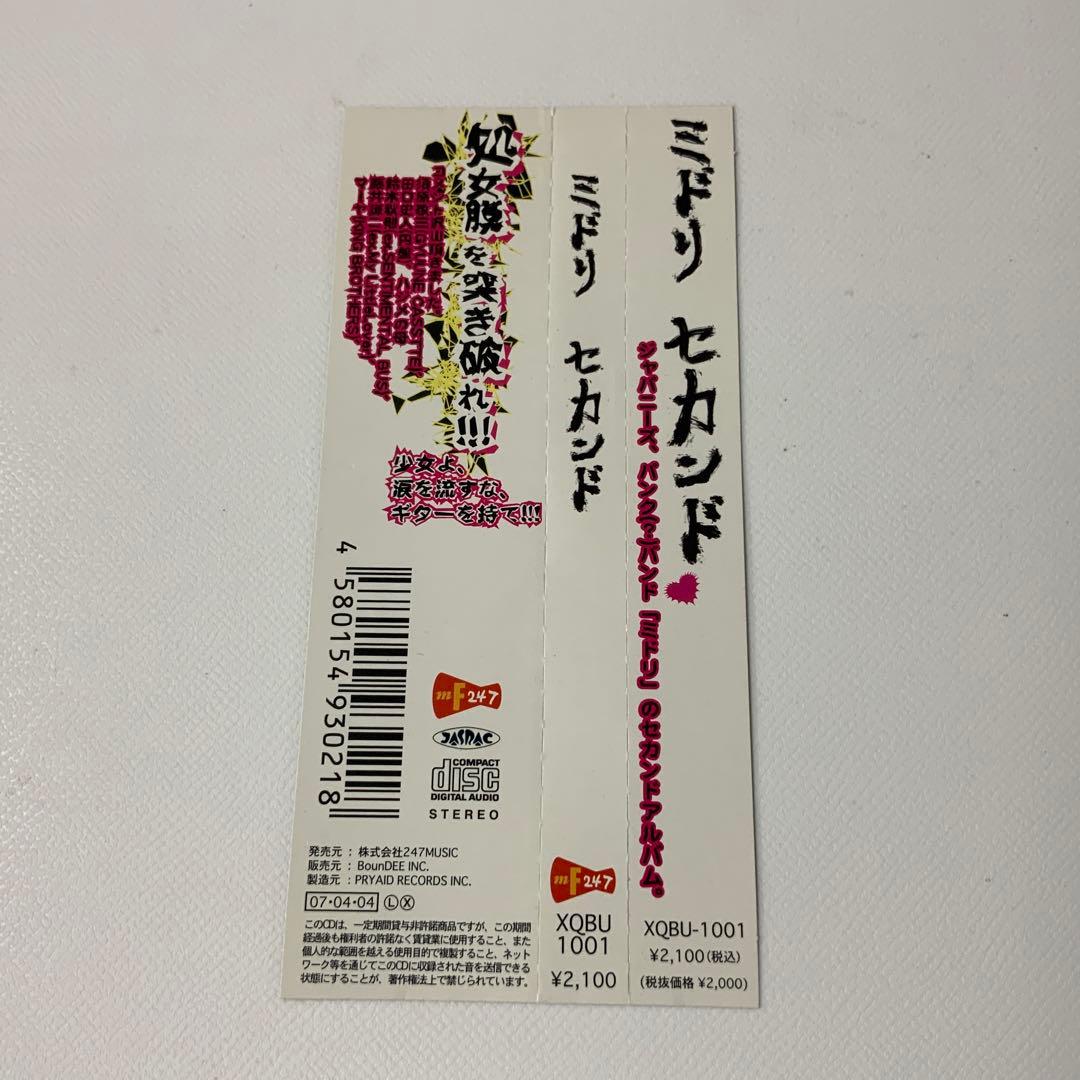 ミドリ セカンド
ジャパニーズ、パンク(?)バンド「ミドリ」のセカンドアルバム。
XQBU-1001
¥2,100(税込)
(税抜価格 ¥2,000)
ミドリ セカンド
mF247
XQBU
1001
¥2,100
処女膜を突き破れ!!!
少女よ、
涙を流すな、
ギターを持て!!!
4 580154 930218
mF247
JASRAC
COMPACT
disc
DIGITAL AUDIO
STEREO
発売元 : 株式会社247MUSIC
販売元 : BounDEE INC.
製造元 : PRYAID RECORDS INC.
07・04・04 Ⓛ Ⓧ
このCDは、一定期間貸与非許諾商品ですが、この期間
経過後も権利者の許諾なく賃貸業に使用すること、また
個人的な範囲を越える使用目的で複製すること、ネット
ワーク等を通じてこのCDに収録された音を送信できる
状態にすることが、著作権法上で禁じられています。